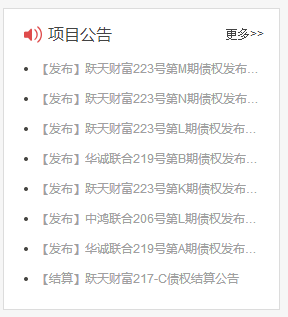 项目公告
更多>>
【发布】跃天财富223号第M期债权发布...
【发布】跃天财富223号第N期债权发布...
【发布】跃天财富223号第L期债权发布...
【发布】华诚联合219号第B期债权发布...
【发布】跃天财富223号第K期债权发布...
【发布】中鸿联合206号第L期债权发布...
【发布】华诚联合219号第A期债权发布...
【结算】跃天财富217-C债权结算公告